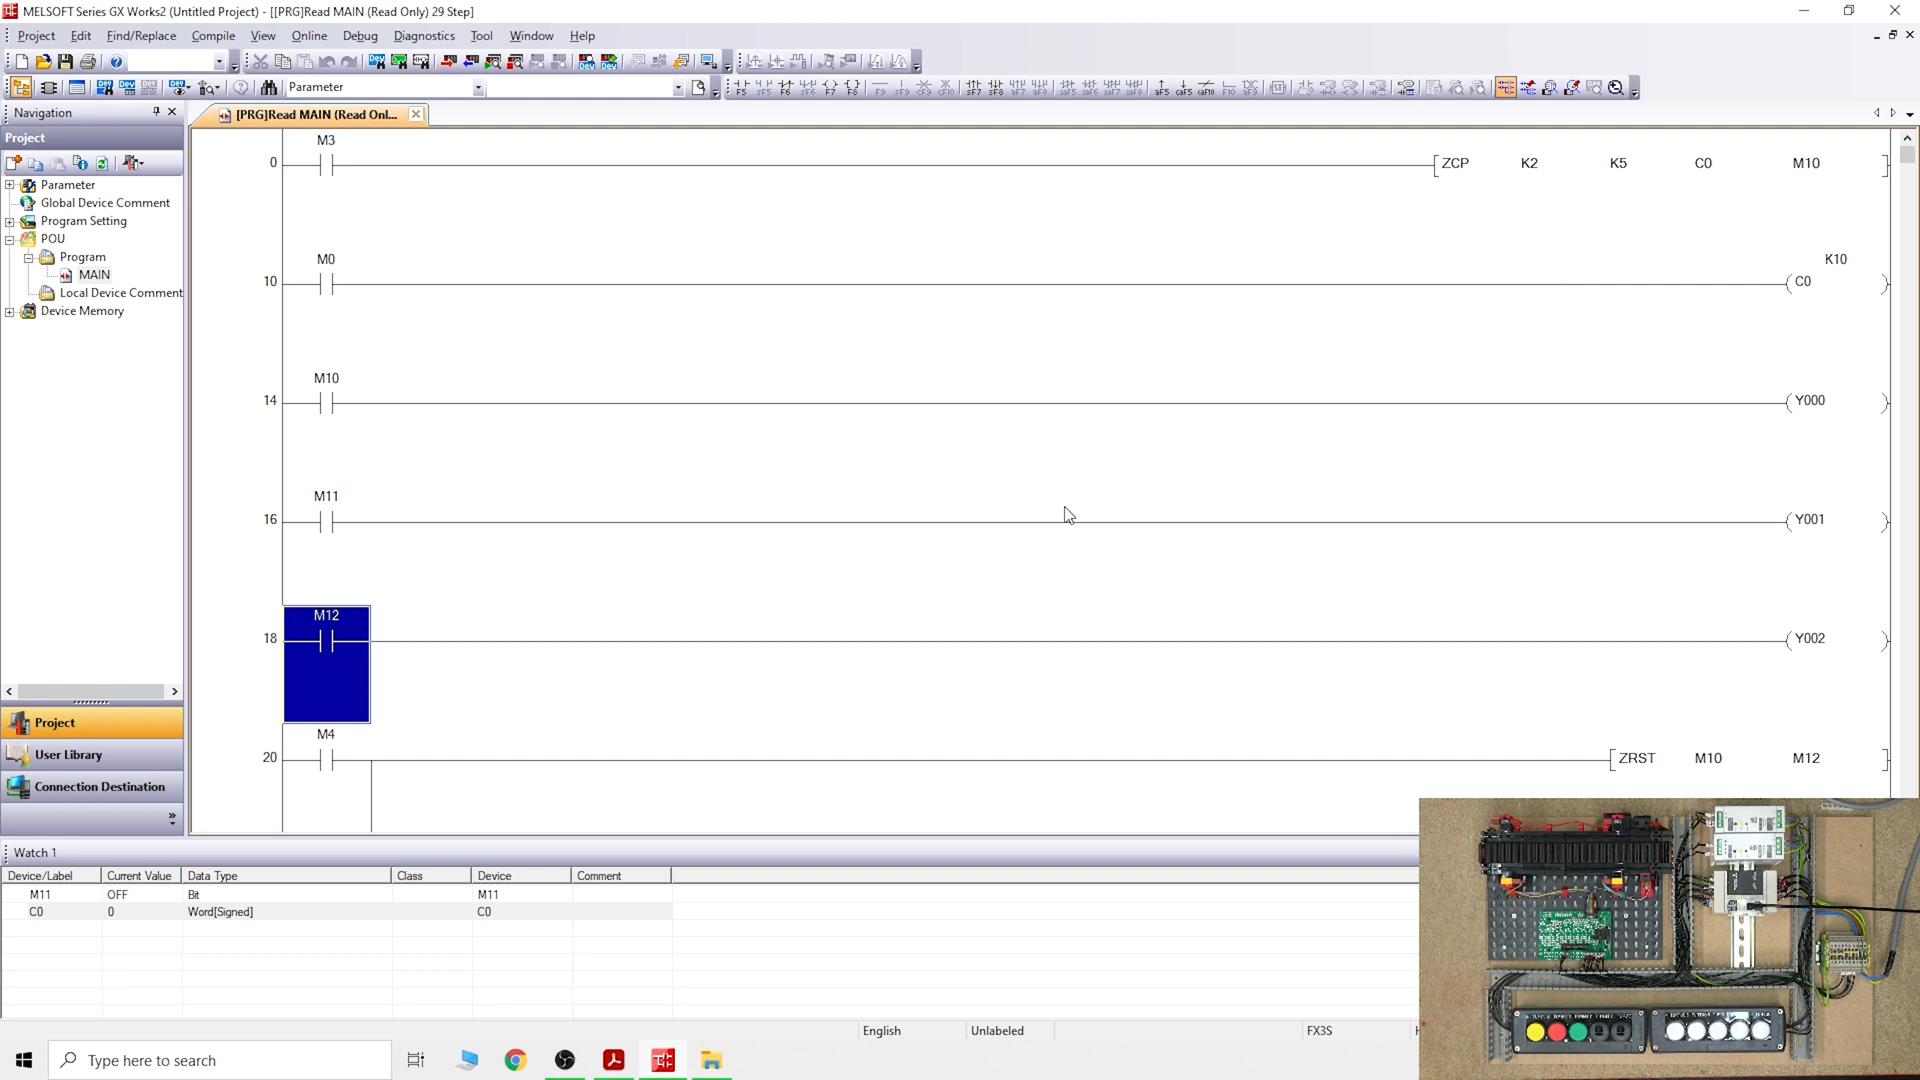 MELSOFT Series GX Works2 (Untitled Project) - [[PRG]Read MAIN (Read Only) 29 Step]
Project Edit Find/Replace Compile View Online Debug Diagnostics Tool Window Help
Parameter
Navigation
[PRG]Read MAIN (Read Onl...
Project
Parameter
Global Device Comment
Program Setting
POU
Program
MAIN
Local Device Comment
Device Memory
Project
User Library
Connection Destination
M3
0 ZCP K2 K5 C0 M10
M0 K10
10 C0
M10
14 Y000
M11
16 Y001
M12
18 Y002
M4
20 ZRST M10 M12
Watch 1
Device/Label Current Value Data Type Class Device Comment
M11 OFF Bit M11
C0 0 Word[Signed] C0
English Unlabeled FX3S
Type here to search